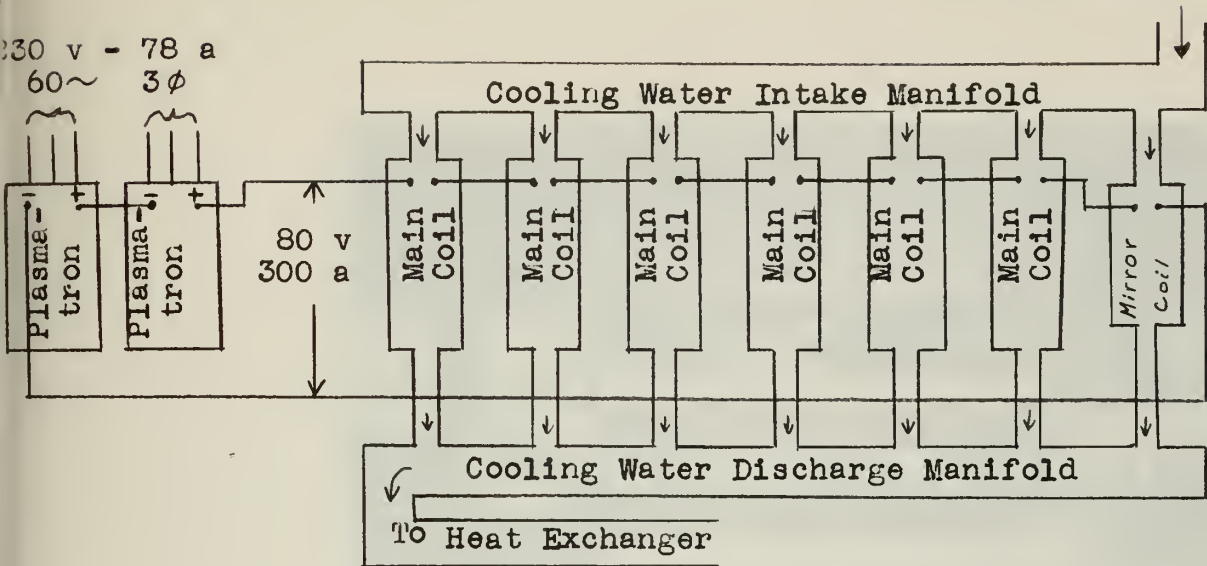 30 v - 78 a
60~ 3ϕ
Cooling Water Intake Manifold
- +
- +
Plasma-
tron
Plasma-
tron
80 v
300 a
Main
Coil
Main
Coil
Main
Coil
Main
Coil
Main
Coil
Main
Coil
Mirror
Coil
Cooling Water Discharge Manifold
To Heat Exchanger